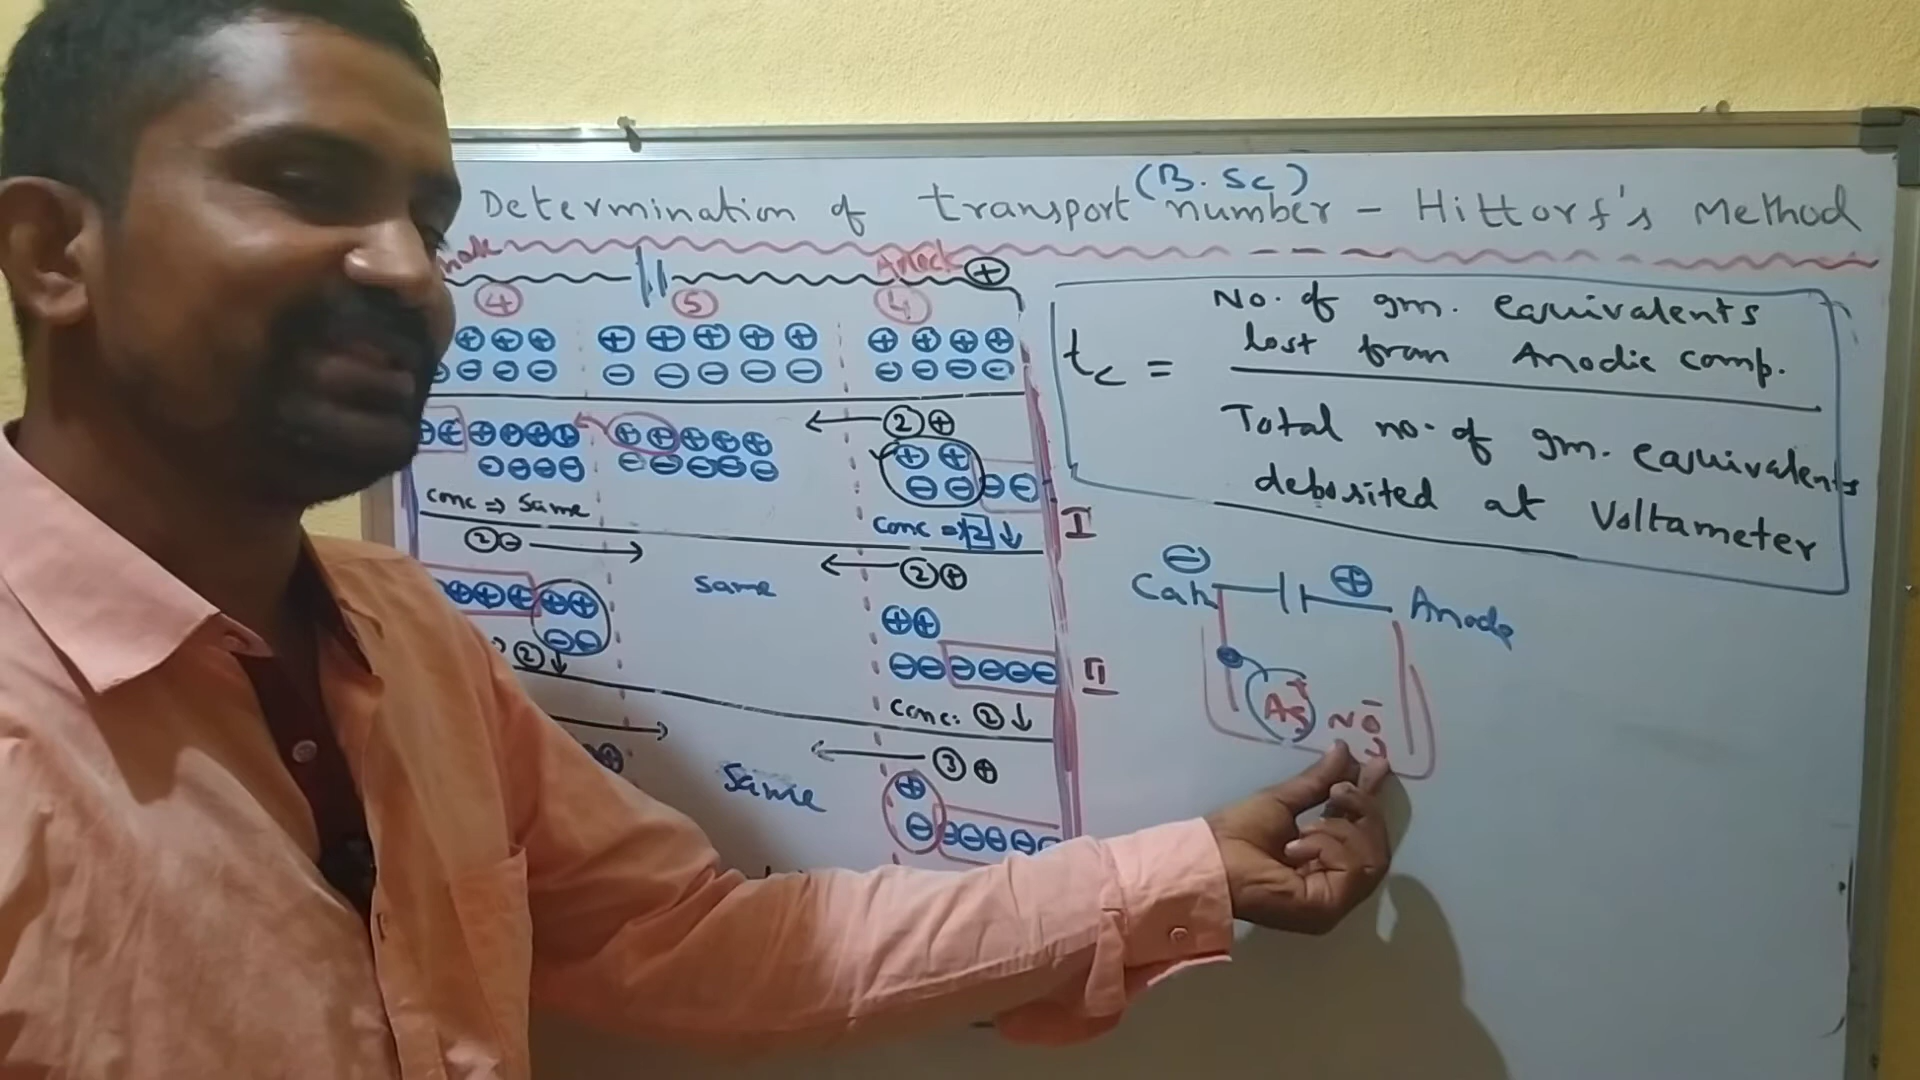 (B.Sc)
Determination of transport number - Hittorf's Method
Anode +
4 5 4
tc = No. of gm. equivalents
lost from Anodic comp.
Total no. of gm. equivalents
deposited at Voltameter
2 +
conc ⇒ same
conc = 2 ↓
I
2 -
same
2 +
2 ↓
conc: 2 ↓
II
same
3 +
- +
Cath Anode
Ag+ NO3-